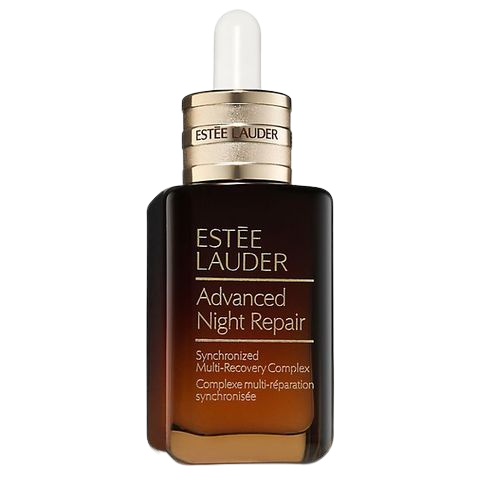 ESTĒE LAUDER
ESTĒE
LAUDER
Advanced
Night Repair
Synchronized
Multi-Recovery Complex
Complexe multi-réparation
synchronisée